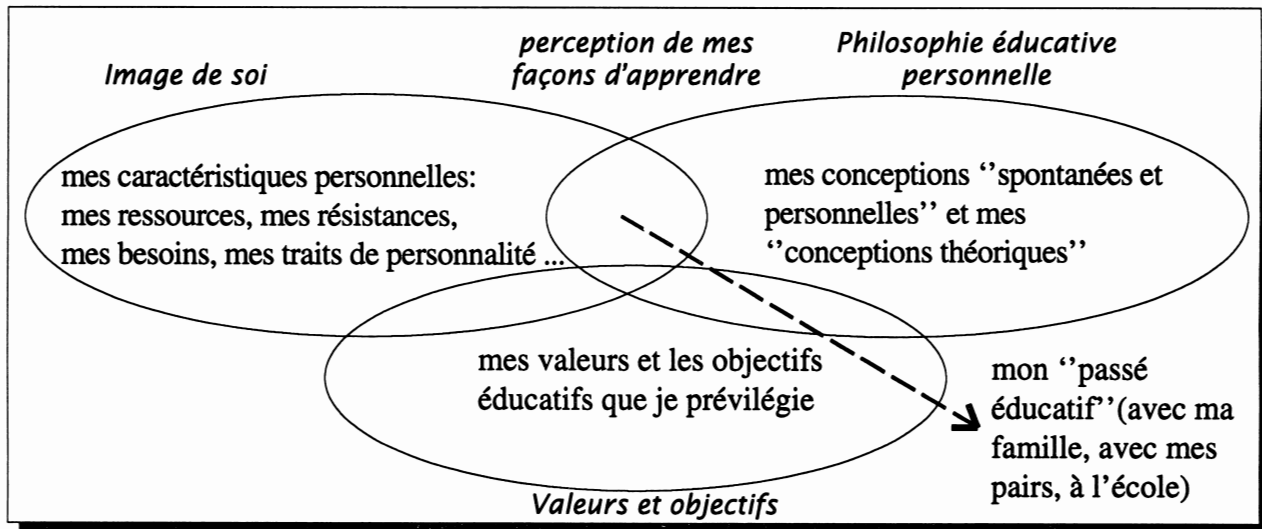 Image de soi
perception de mes
façons d'apprendre
Philosophie éducative
personnelle
mes caractéristiques personnelles:
mes ressources, mes résistances,
mes besoins, mes traits de personnalité ...
mes conceptions ‘’spontanées et
personnelles’’ et mes
‘’conceptions théoriques’’
mes valeurs et les objectifs
éducatifs que je prévilégie
mon ‘’passé
éducatif’’(avec ma
famille, avec mes
pairs, à l’école)
Valeurs et objectifs